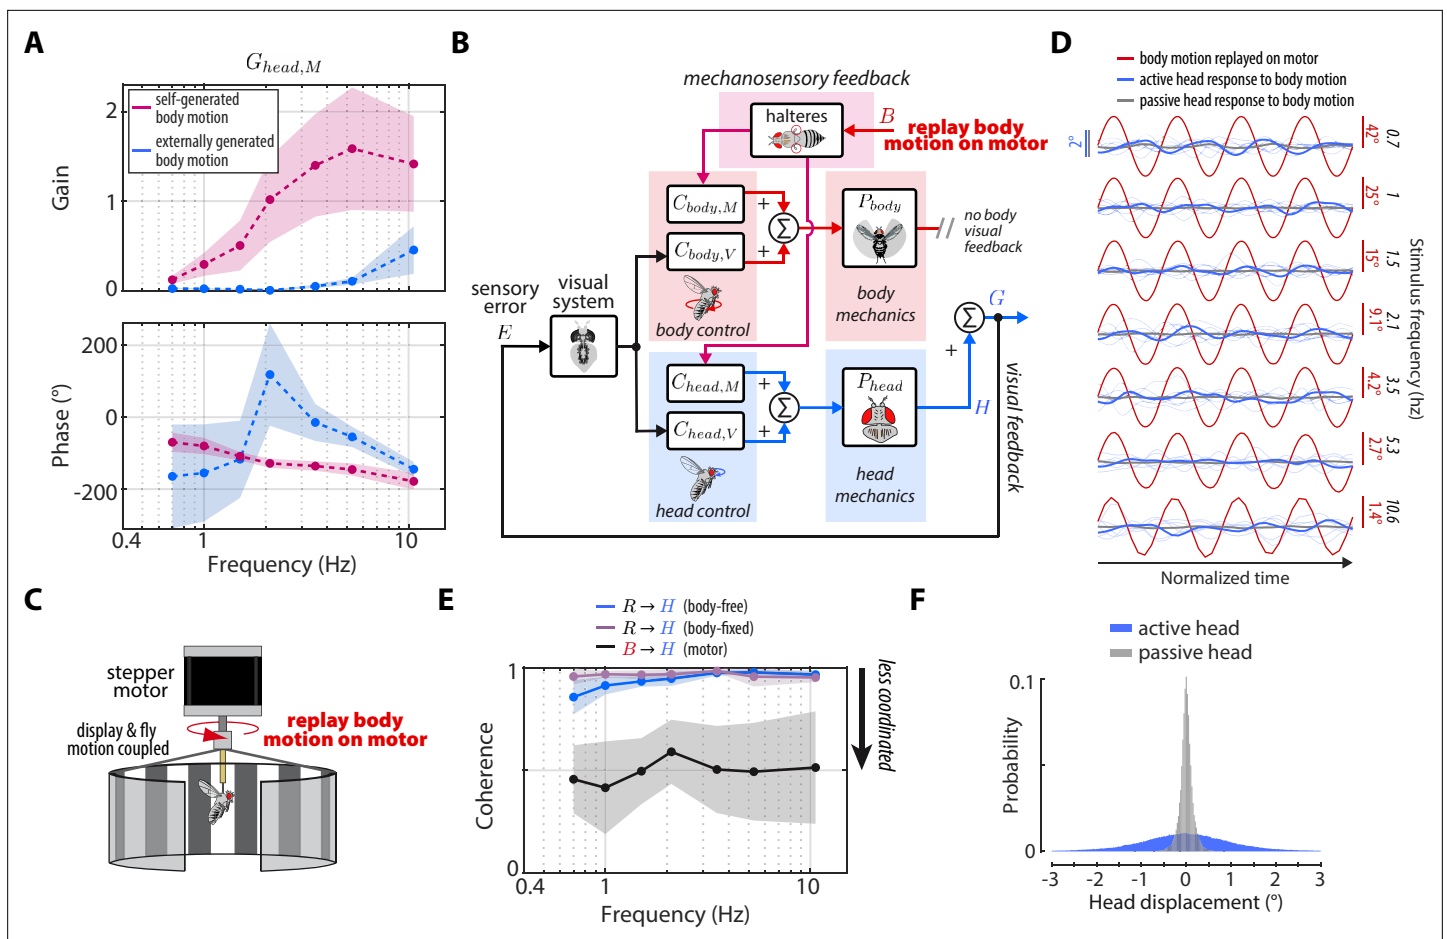 A
G_head,M
self-generated
body motion
externally generated
body motion
2
1
0
Gain
200
0
-200
Phase (°)
0.4
1
10
Frequency (Hz)
B
mechanosensory feedback
halteres
B
replay body
motion on motor
C_body,M
C_body,V
+
+
Σ
body control
P_body
body
mechanics
no body
visual
feedback
sensory
error
E
visual
system
C_head,M
C_head,V
+
+
Σ
head control
P_head
head
mechanics
H
+
Σ
G
visual feedback
C
stepper
motor
display & fly
motion coupled
replay body
motion on motor
D
body motion replayed on motor
active head response to body motion
passive head response to body motion
2°
42°
0.7
25°
1
15°
1.5
9.1°
2.1
4.2°
3.5
2.7°
5.3
1.4°
10.6
Stimulus frequency (hz)
Normalized time
E
R → H (body-free)
R → H (body-fixed)
B → H (motor)
1
0
Coherence
less coordinated
0.4
1
10
Frequency (Hz)
F
active head
passive head
0.1
0
Probability
-3
-2
-1
0
1
2
3
Head displacement (°)